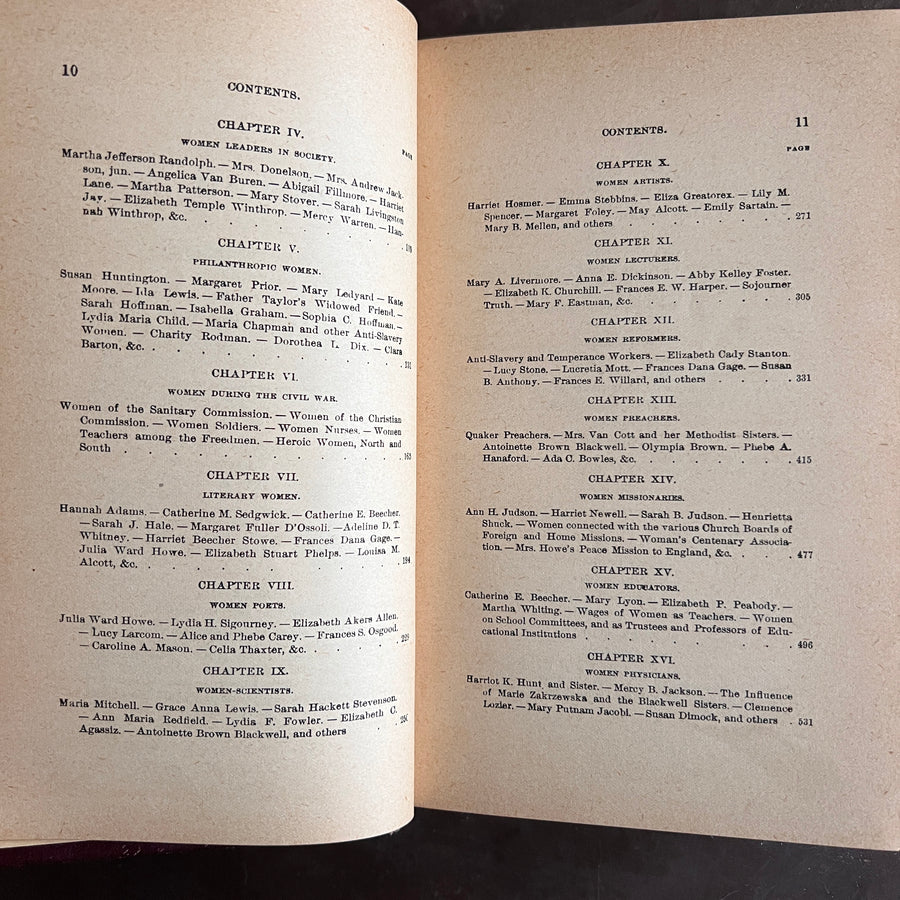 10
CONTENTS.
CHAPTER IV.
WOMEN LEADERS IN SOCIETY.
PAGE
Martha Jefferson Randolph. — Mrs. Donelson. — Mrs. Andrew Jack-
son, jun. — Angelica Van Buren. — Abigail Fillmore. — Harriet
Lane. — Martha Patterson. — Mary Stover. — Sarah Livingston
Jay. — Elizabeth Temple Winthrop. — Mercy Warren. — Han-
nah Winthrop, &c. . . . . . .
CHAPTER V.
PHILANTHROPIC WOMEN.
Susan Huntington. — Margaret Prior. — Mary Ledyard — Kate
Moore. — Ida Lewis. — Father Taylor's Widowed Friend. —
Sarah Hoffman. — Isabella Graham. — Sophia C. Hoffman. —
Lydia Maria Child. — Maria Chapman and other Anti-Slavery
Women. — Charity Rodman. — Dorothea L. Dix. — Clara
Barton, &c. . . . . . . .
CHAPTER VI.
WOMEN DURING THE CIVIL WAR.
Women of the Sanitary Commission. — Women of the Christian
Commission. — Women Soldiers. — Women Nurses. — Women
Teachers among the Freedmen. — Heroic Women, North and
South . . . . . . . 163
CHAPTER VII.
LITERARY WOMEN.
Hannah Adams. — Catherine M. Sedgwick. — Catherine E. Beecher.
— Sarah J. Hale. — Margaret Fuller D'Ossoli. — Adeline D. T.
Whitney. — Harriet Beecher Stowe. — Frances Dana Gage. —
Julia Ward Howe. — Elizabeth Stuart Phelps. — Louisa M.
Alcott, &c. . . . . . . . 194
CHAPTER VIII.
WOMEN POETS.
Julia Ward Howe. — Lydia H. Sigourney. — Elizabeth Akers Allen.
— Lucy Larcom. — Alice and Phebe Carey. — Frances S. Osgood.
— Caroline A. Mason. — Celia Thaxter, &c. . . . .
CHAPTER IX.
WOMEN-SCIENTISTS.
Maria Mitchell. — Grace Anna Lewis. — Sarah Hackett Stevenson.
— Ann Maria Redfield. — Lydia F. Fowler. — Elizabeth C.
Agassiz. — Antoinette Brown Blackwell, and others . .
CONTENTS.
11
PAGE
CHAPTER X.
WOMEN ARTISTS.
Harriet Hosmer. — Emma Stebbins. — Eliza Greatorex. — Lily M.
Spencer. — Margaret Foley. — May Alcott. — Emily Sartain. —
Mary B. Mellen, and others . . . . . . 271
CHAPTER XI.
WOMEN LECTURERS.
Mary A. Livermore. — Anna E. Dickinson. — Abby Kelley Foster.
— Elizabeth K. Churchill. — Frances E. W. Harper. — Sojourner
Truth. — Mary F. Eastman, &c. . . . . . 305
CHAPTER XII.
WOMEN REFORMERS.
Anti-Slavery and Temperance Workers. — Elizabeth Cady Stanton.
— Lucy Stone. — Lucretia Mott. — Frances Dana Gage. — Susan
B. Anthony. — Frances E. Willard, and others . . . . 331
CHAPTER XIII.
WOMEN PREACHERS.
Quaker Preachers. — Mrs. Van Cott and her Methodist Sisters. —
Antoinette Brown Blackwell. — Olympia Brown. — Phebe A.
Hanaford. — Ada C. Bowles, &c. . . . . . 415
CHAPTER XIV.
WOMEN MISSIONARIES.
Ann H. Judson. — Harriet Newell. — Sarah B. Judson. — Henrietta
Shuck. — Women connected with the various Church Boards of
Foreign and Home Missions. — Woman's Centenary Associa-
tion. — Mrs. Howe's Peace Mission to England, &c. . . . 477
CHAPTER XV.
WOMEN EDUCATORS.
Catherine E. Beecher. — Mary Lyon. — Elizabeth P. Peabody. —
Martha Whiting. — Wages of Women as Teachers. — Women
on School Committees, and as Trustees and Professors of Edu-
cational Institutions . . . . . . . 496
CHAPTER XVI.
WOMEN PHYSICIANS.
Harriot K. Hunt and Sister. — Mercy B. Jackson. — The Influence
of Marie Zakrzewska and the Blackwell Sisters. — Clemence
Lozier. — Mary Putnam Jacobi. — Susan Dimock, and others . 531